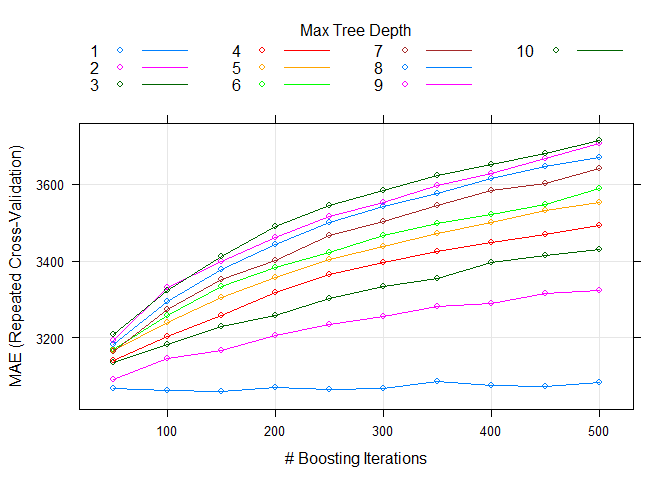 Max Tree Depth
1 4 7 10
2 5 8
3 6 9
MAE (Repeated Cross-Validation)
3600
3400
3200
100 200 300 400 500
# Boosting Iterations